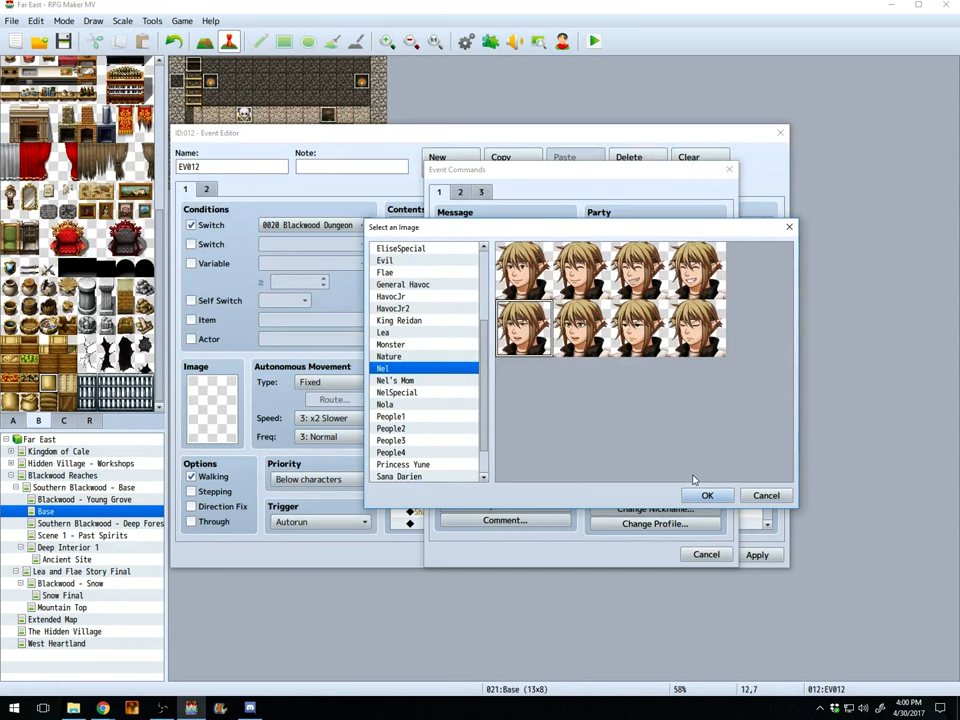 Far East - RPG Maker MV
File Edit Mode Draw Scale Tools Game Help
ID:012 - Event Editor
Name: Note:
EV012
New Copy Paste Delete Clear
Event Commands
1 2
1 2 3
Conditions Contents
Message Party
Switch 0020 Blackwood Dungeon
Switch
Variable
≥
Self Switch
Item
Actor
Image Autonomous Movement
Type: Fixed
Route...
Speed: 3: x2 Slower
Freq: 3: Normal
Options Priority
Walking Below characters
Stepping
Direction Fix Trigger
Through Autorun
Select an Image
EliseSpecial
Evil
Flae
General Havoc
HavocJr
HavocJr2
King Reidan
Lea
Monster
Nature
Nel
Nel's Mom
NelSpecial
Nola
People1
People2
People3
People4
Princess Yune
Sana Darien
OK Cancel
Comment... Change Profile...
Cancel Apply
A B C R
Far East
Kingdom of Cale
Hidden Village - Workshops
Blackwood Reaches
Southern Blackwood - Base
Blackwood - Young Grove
Base
Southern Blackwood - Deep Fores
Scene 1 - Past Spirits
Deep Interior 1
Ancient Site
Lea and Flae Story Final
Blackwood - Snow
Snow Final
Mountain Top
Extended Map
The Hidden Village
West Heartland
021:Base (13x8) 58% 12,7 012:EV012
4:00 PM
4/30/2017